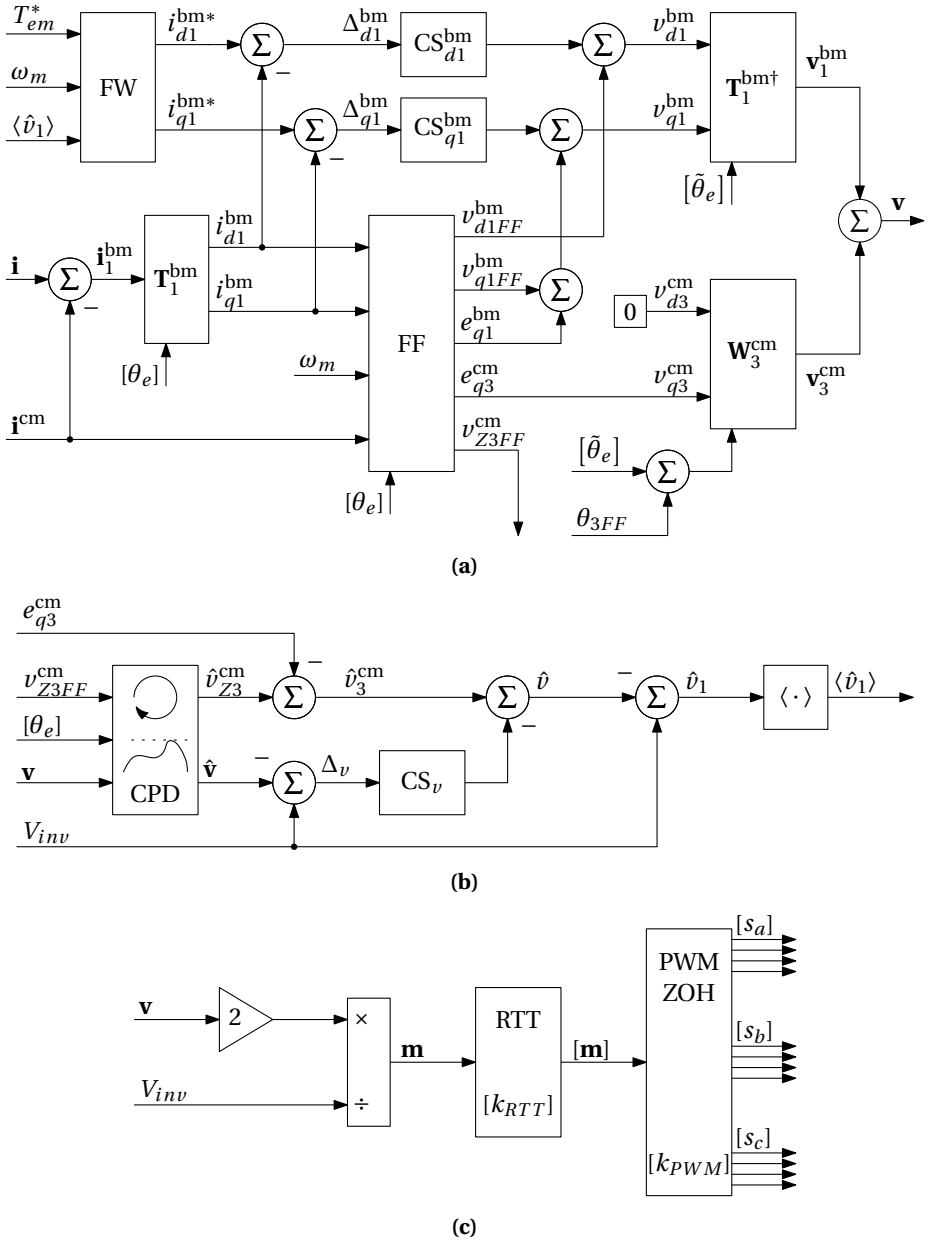 T*em
ωm
⟨v̂1⟩
FW
i^bm*_d1
i^bm*_q1
Σ
−
Σ
−
Δ^bm_d1
Δ^bm_q1
CS^bm_d1
CS^bm_q1
Σ
Σ
v^bm_d1
v^bm_q1
T^bm†_1
[θ̃e]
v^bm_1
Σ
v
i
Σ
−
i^bm_1
T^bm_1
[θe]
i^bm_d1
i^bm_q1
ωm
i^cm
FF
[θe]
v^bm_d1FF
v^bm_q1FF
Σ
e^bm_q1
e^cm_q3
v^cm_Z3FF
0
v^cm_d3
v^cm_q3
W^cm_3
v^cm_3
[θ̃e]
Σ
θ3FF
(a)
e^cm_q3
v^cm_Z3FF
[θe]
v
Vinv
CPD
v̂^cm_Z3
v̂
−
Σ
−
Σ
v̂^cm_3
Δv
CSv
Σ
−
v̂
−
Σ
v̂1
⟨·⟩
⟨v̂1⟩
(b)
v
2
Vinv
×
÷
m
RTT
[kRTT]
[m]
PWM
ZOH
[kPWM]
[sa]
[sb]
[sc]
(c)